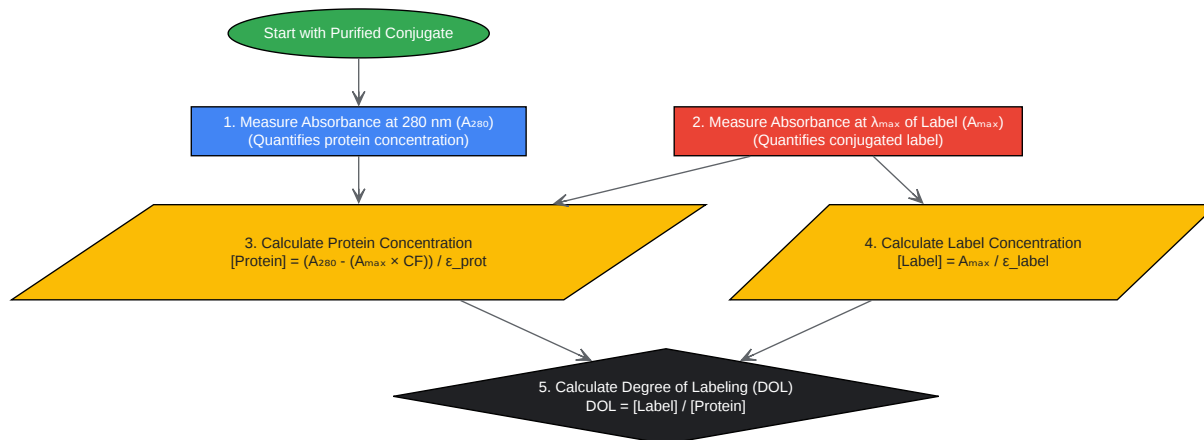 Start with Purified Conjugate
1. Measure Absorbance at 280 nm (A₂₈₀)
(Quantifies protein concentration)
2. Measure Absorbance at λₘₐₓ of Label (Aₘₐₓ)
(Quantifies conjugated label)
3. Calculate Protein Concentration
[Protein] = (A₂₈₀ - (Aₘₐₓ × CF)) / ε_prot
4. Calculate Label Concentration
[Label] = Aₘₐₓ / ε_label
5. Calculate Degree of Labeling (DOL)
DOL = [Label] / [Protein]